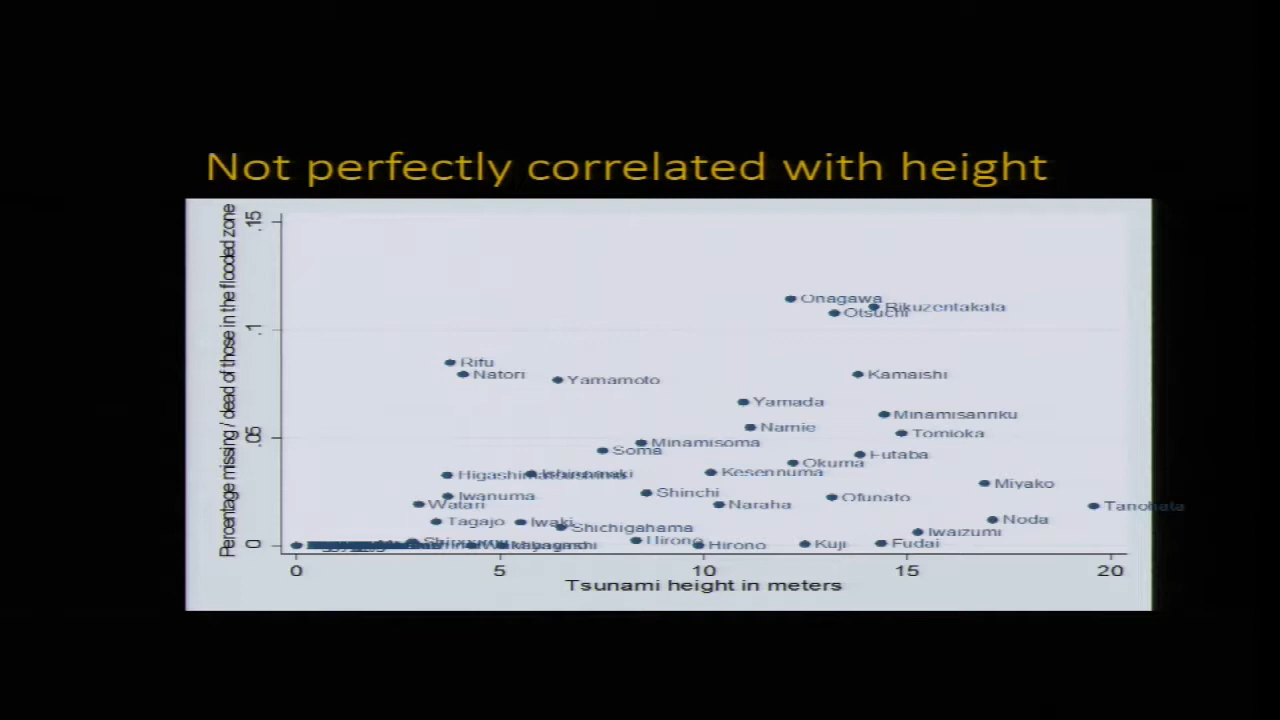 Not perfectly correlated with height
Percentage missing / dead of those in the flooded zone
.15
.1
.05
0
Onagawa
Rikuzentakata
Otsuchi
Rifu
Natori
Yamamoto
Kamaishi
Yamada
Minamisanriku
Namie
Tomioka
Minamisoma
Soma
Futaba
Okuma
Kesennuma
Higashimatsushima
Ishinomaki
Miyako
Shinchi
Iwanuma
Ofunato
Watari
Naraha
Tanohata
Tagajo
Iwaki
Shichigahama
Noda
Iwaizumi
Hirono
Hirono
Kuji
Fudai
0 5 10 15 20
Tsunami height in meters